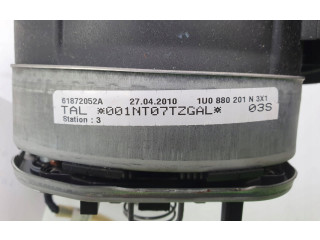 61872052A 27.04.2010 1U0 880 201 N 3X1
TAL *001NT07TZGAL* 03S
Station : 3